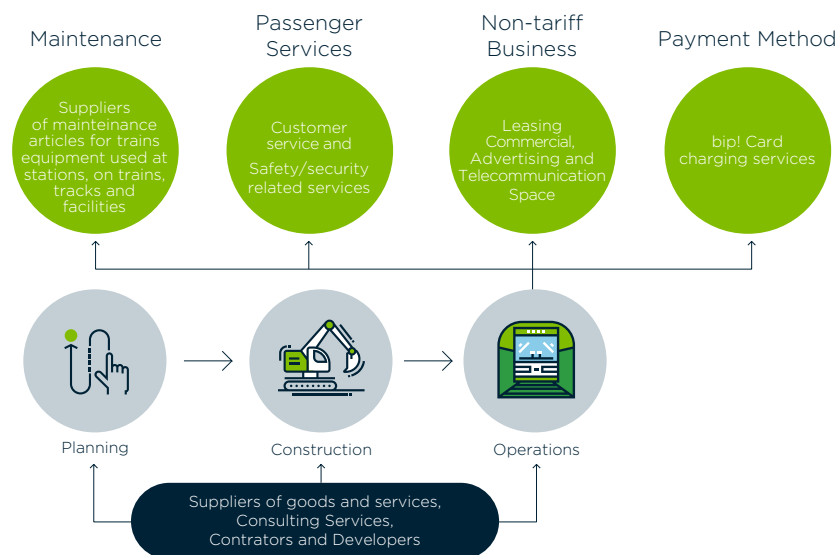 Maintenance
Passenger
Services
Non-tariff
Business
Payment Method
Suppliers
of mainteinance
articles for trains
equipment used at
stations, on trains,
tracks and
facilities
Customer
service and
Safety/security
related services
Leasing
Commercial,
Advertising and
Telecommunication
Space
bip! Card
charging services
Planning
Construction
Operations
Suppliers of goods and services,
Consulting Services,
Contrators and Developers